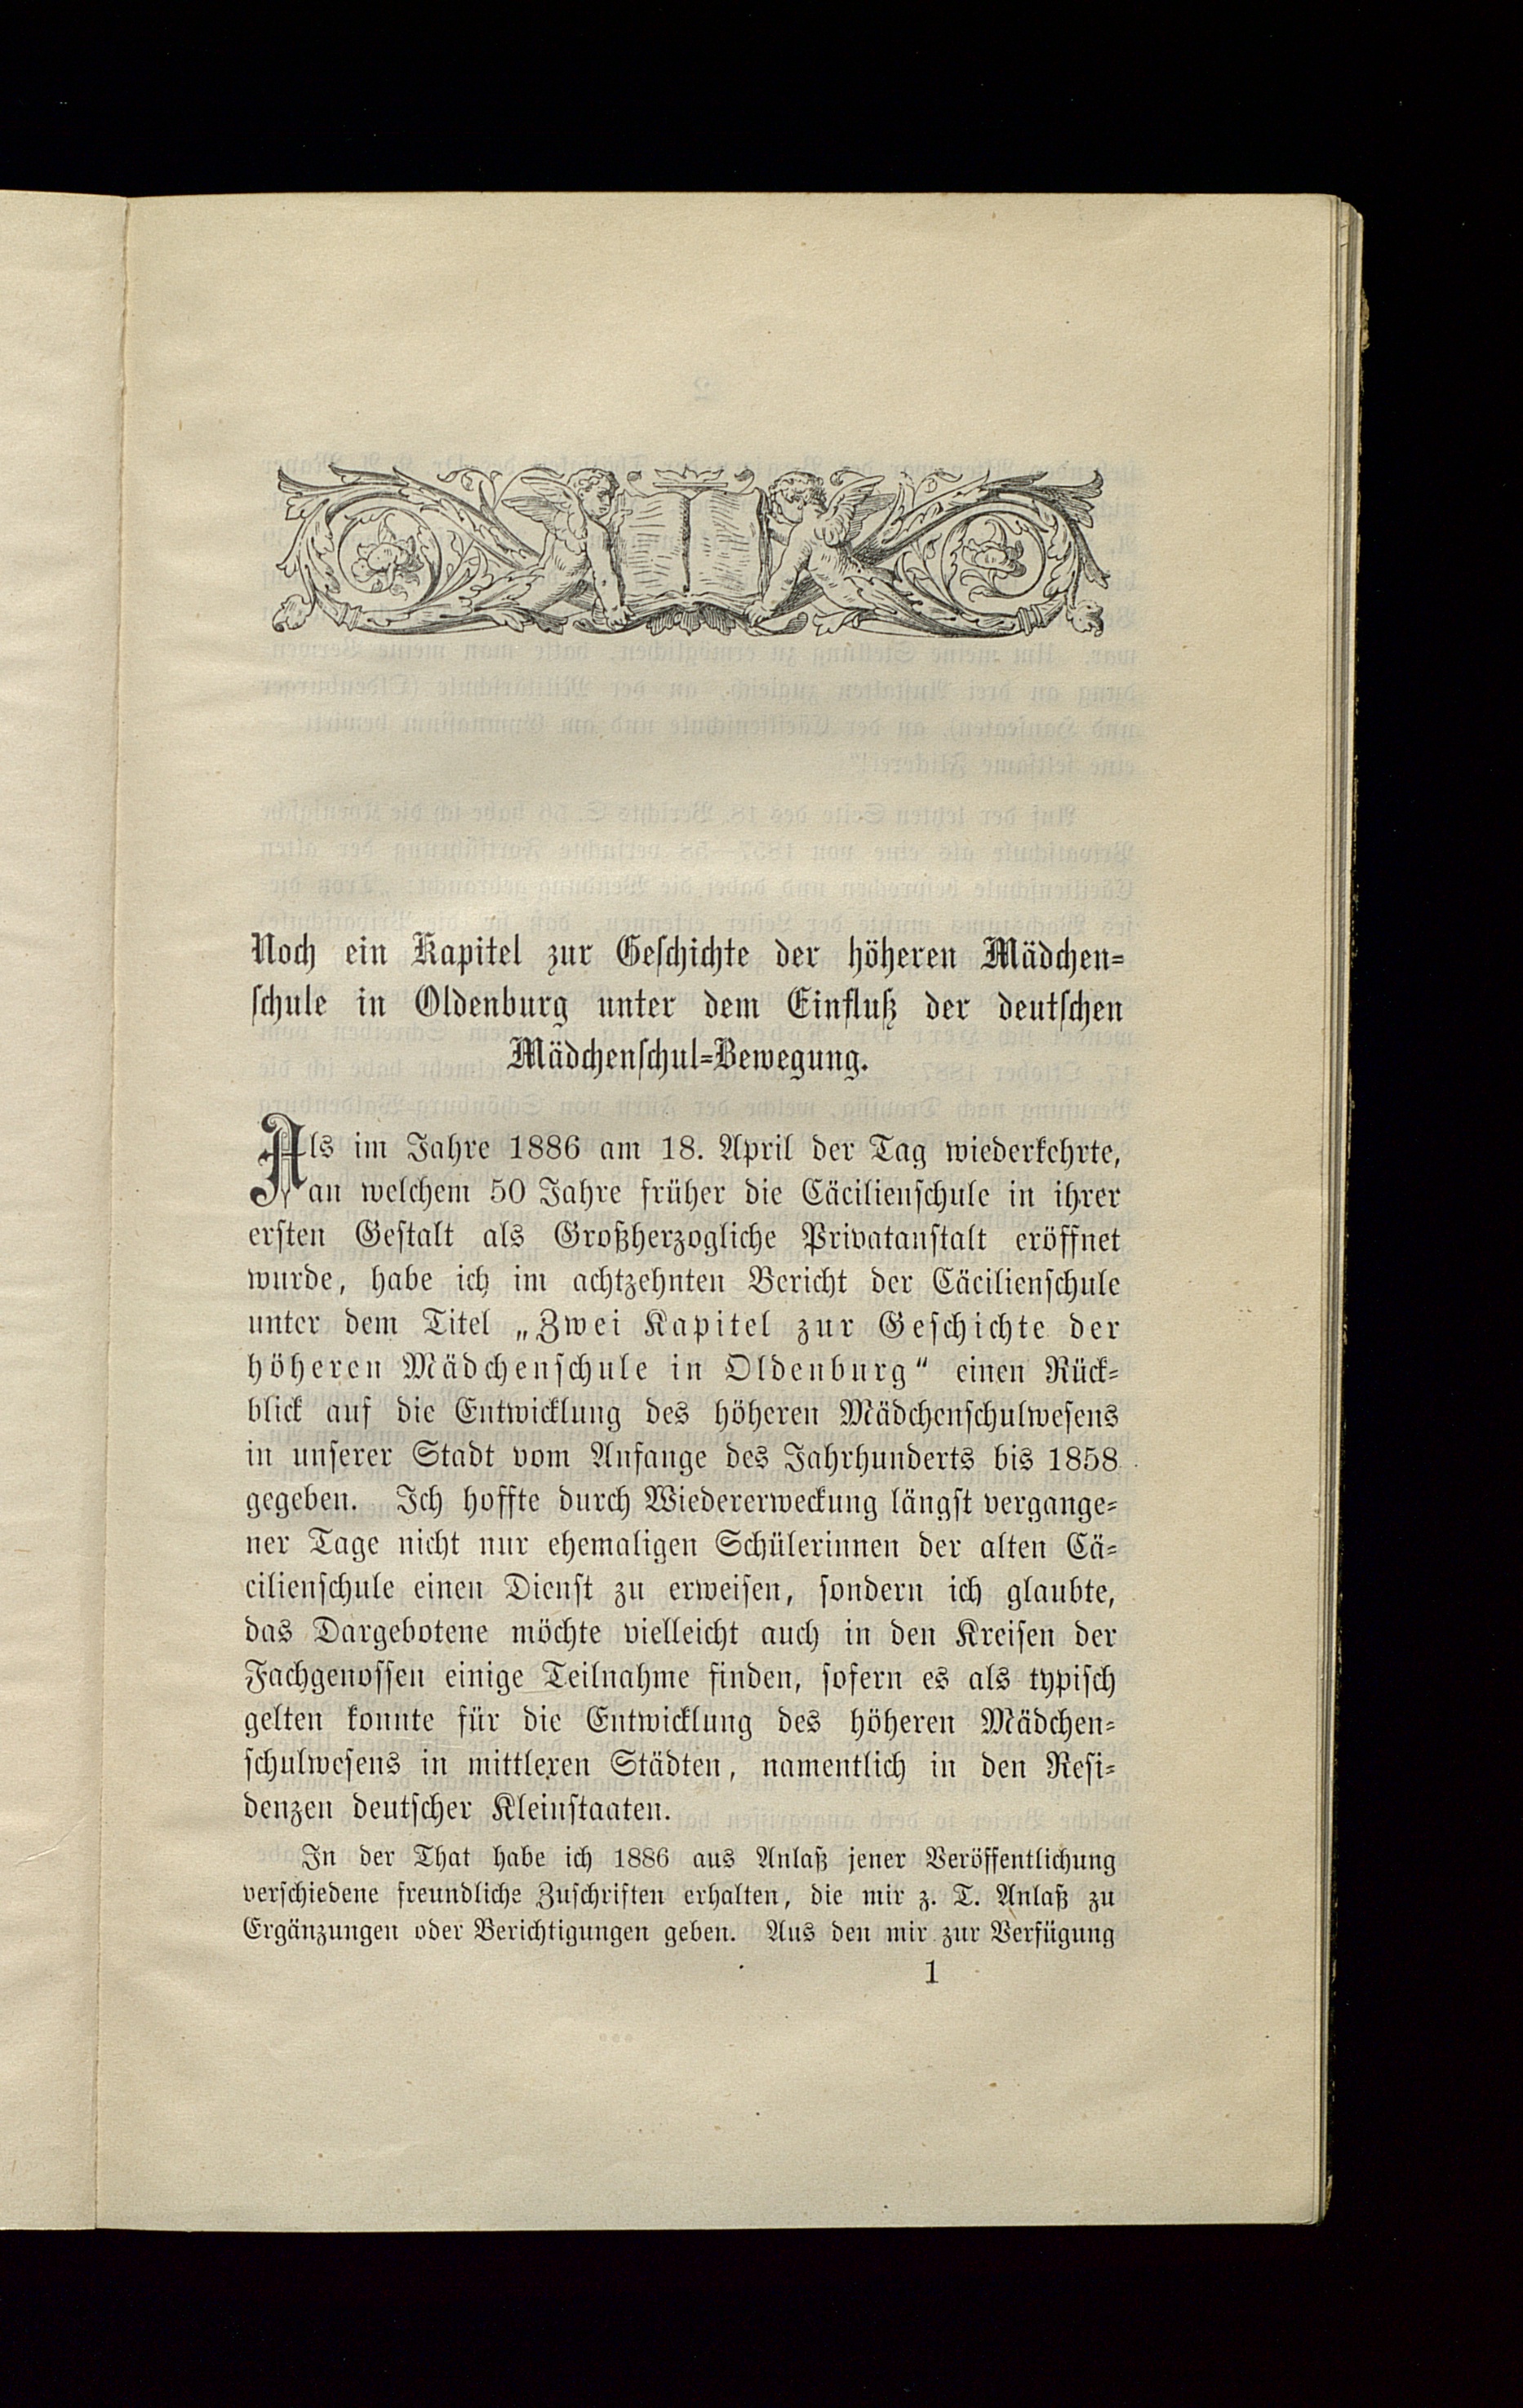 Noch ein Kapitel zur Geschichte der höheren Mädchen-
schule in Oldenburg unter dem Einfluß der deutschen
Mädchenschul-Bewegung.
Als im Jahre 1886 am 18. April der Tag wiederkehrte,
an welchem 50 Jahre früher die Cäcilienschule in ihrer
ersten Gestalt als Großherzogliche Privatanstalt eröffnet
wurde, habe ich im achtzehnten Bericht der Cäcilienschule
unter dem Titel „Zwei Kapitel zur Geschichte der
höheren Mädchenschule in Oldenburg“ einen Rück-
blick auf die Entwicklung des höheren Mädchenschulwesens
in unserer Stadt vom Anfange des Jahrhunderts bis 1858
gegeben. Ich hoffte durch Wiedererweckung längst vergange-
ner Tage nicht nur ehemaligen Schülerinnen der alten Cä-
cilienschule einen Dienst zu erweisen, sondern ich glaubte,
das Dargebotene möchte vielleicht auch in den Kreisen der
Fachgenossen einige Teilnahme finden, sofern es als typisch
gelten konnte für die Entwicklung des höheren Mädchen-
schulwesens in mittleren Städten, namentlich in den Resi-
denzen deutscher Kleinstaaten.
In der That habe ich 1886 aus Anlaß jener Veröffentlichung
verschiedene freundliche Zuschriften erhalten, die mir z. T. Anlaß zu
Ergänzungen oder Berichtigungen geben. Aus den mir zur Verfügung
1